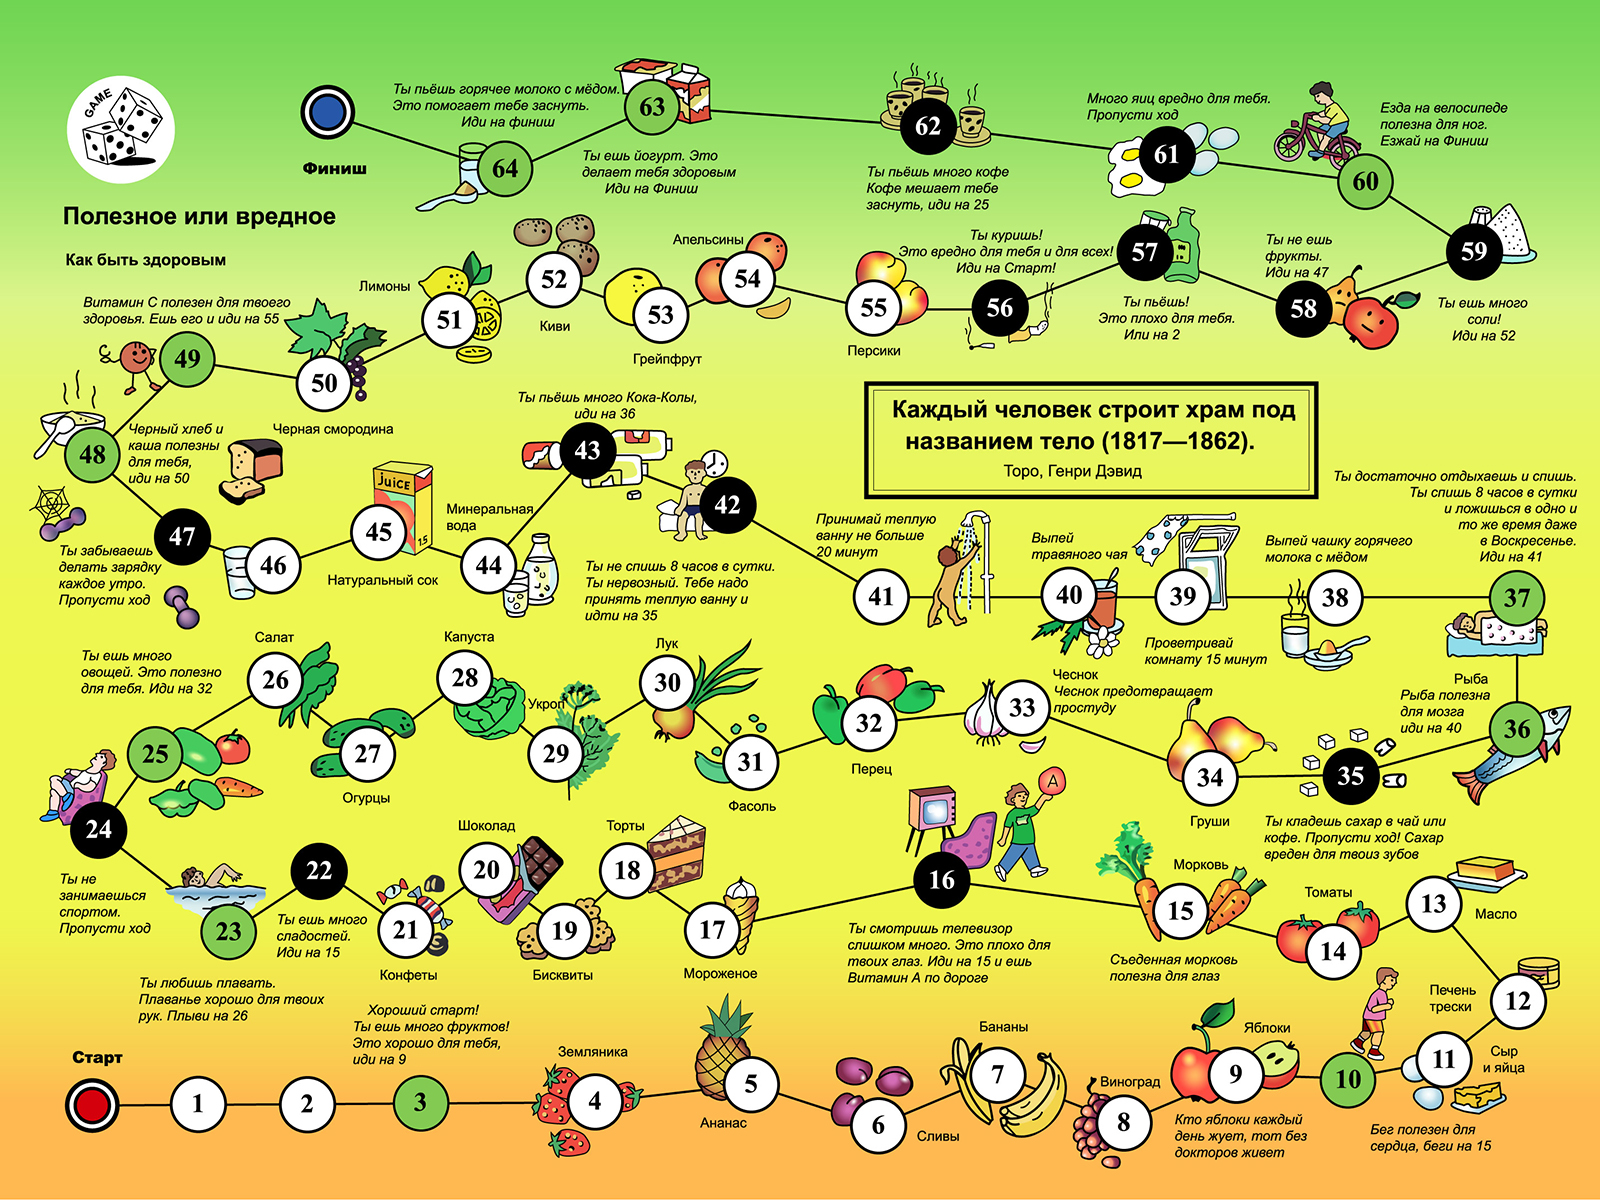 GAME
Полезное или вредное
Как быть здоровым
Финиш
64
Ты пьёшь горячее молоко с мёдом.
Это помогает тебе заснуть.
Иди на финиш
63
Ты ешь йогурт. Это
делает тебя здоровым
Иди на Финиш
62
Ты пьёшь много кофе
Кофе мешает тебе
заснуть, иди на 25
61
Много яиц вредно для тебя.
Пропусти ход
60
Езда на велосипеде
полезна для ног.
Езжай на Финиш
59
Ты ешь много
соли!
Иди на 52
58
Ты не ешь
фрукты.
Иди на 47
57
Ты пьёшь!
Это плохо для тебя.
Или на 2
56
Ты куришь!
Это вредно для тебя и для всех!
Иди на Старт!
55
Персики
54
Апельсины
53
Грейпфрут
52
Киви
51
Лимоны
50
Черная смородина
49
Витамин С полезен для твоего
здоровья. Ешь его и иди на 55
48
Черный хлеб и
каша полезны
для тебя,
иди на 50
47
Ты забываешь
делать зарядку
каждое утро.
Пропусти ход
46
45
JUICE
15
Натуральный сок
44
Минеральная
вода
43
Ты пьёшь много Кока-Колы,
иди на 36
42
Ты не спишь 8 часов в сутки.
Ты нервозный. Тебе надо
принять теплую ванну и
идти на 35
Каждый человек строит храм под
названием тело (1817—1862).
Торо, Генри Дэвид
41
Принимай теплую
ванну не больше
20 минут
40
Выпей
травяного чая
39
Проветривай
комнату 15 минут
38
Выпей чашку горячего
молока с мёдом
37
Ты достаточно отдыхаешь и спишь.
Ты спишь 8 часов в сутки
и ложишься в одно и
то же время даже
в Воскресенье.
Иди на 41
36
Рыба
Рыба полезна
для мозга
иди на 40
35
Ты кладешь сахар в чай или
кофе. Пропусти ход! Сахар
вреден для твоиз зубов
34
Груши
33
Чеснок
Чеснок предотвращает
простуду
32
Перец
31
Фасоль
30
Лук
29
Укроп
28
Капуста
27
Огурцы
26
Салат
25
Ты ешь много
овощей. Это полезно
для тебя. Иди на 32
24
Ты не
занимаешься
спортом.
Пропусти ход
23
Ты любишь плавать.
Плаванье хорошо для твоих
рук. Плыви на 26
22
Ты ешь много
сладостей.
Иди на 15
21
Конфеты
20
Шоколад
19
Бисквиты
18
Торты
17
Мороженое
16
A
Ты смотришь телевизор
слишком много. Это плохо для
твоих глаз. Иди на 15 и ешь
Витамин А по дороге
15
Морковь
Съеденная морковь
полезна для глаз
14
Томаты
13
Масло
12
Печень
трески
11
Сыр
и яйца
10
Бег полезен для
сердца, беги на 15
9
Яблоки
Кто яблоки каждый
день жует, тот без
докторов живет
8
Виноград
7
Бананы
6
Сливы
5
Ананас
4
Земляника
3
Хороший старт!
Ты ешь много фруктов!
Это хорошо для тебя,
иди на 9
2
1
Старт